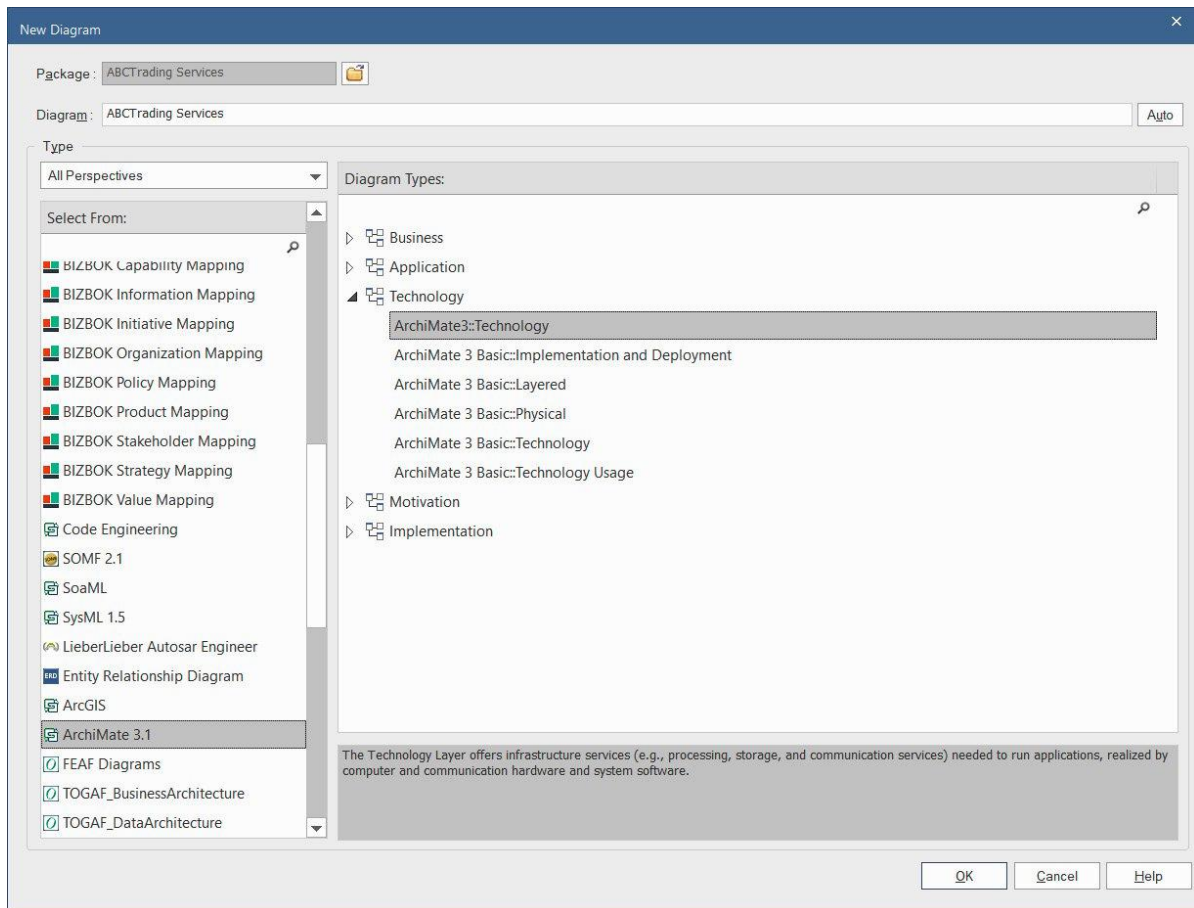 New Diagram
Package : ABCTrading Services
Diagram : ABCTrading Services Auto
Type
All Perspectives
Select From:
BIZBOK Capability Mapping
BIZBOK Information Mapping
BIZBOK Initiative Mapping
BIZBOK Organization Mapping
BIZBOK Policy Mapping
BIZBOK Product Mapping
BIZBOK Stakeholder Mapping
BIZBOK Strategy Mapping
BIZBOK Value Mapping
Code Engineering
SOMF 2.1
SoaML
SysML 1.5
LieberLieber Autosar Engineer
ERD Entity Relationship Diagram
ArcGIS
ArchiMate 3.1
FEAF Diagrams
TOGAF_BusinessArchitecture
TOGAF_DataArchitecture
Diagram Types:
Business
Application
Technology
ArchiMate3::Technology
ArchiMate 3 Basic::Implementation and Deployment
ArchiMate 3 Basic::Layered
ArchiMate 3 Basic::Physical
ArchiMate 3 Basic::Technology
ArchiMate 3 Basic::Technology Usage
Motivation
Implementation
The Technology Layer offers infrastructure services (e.g., processing, storage, and communication services) needed to run applications, realized by
computer and communication hardware and system software.
OK Cancel Help